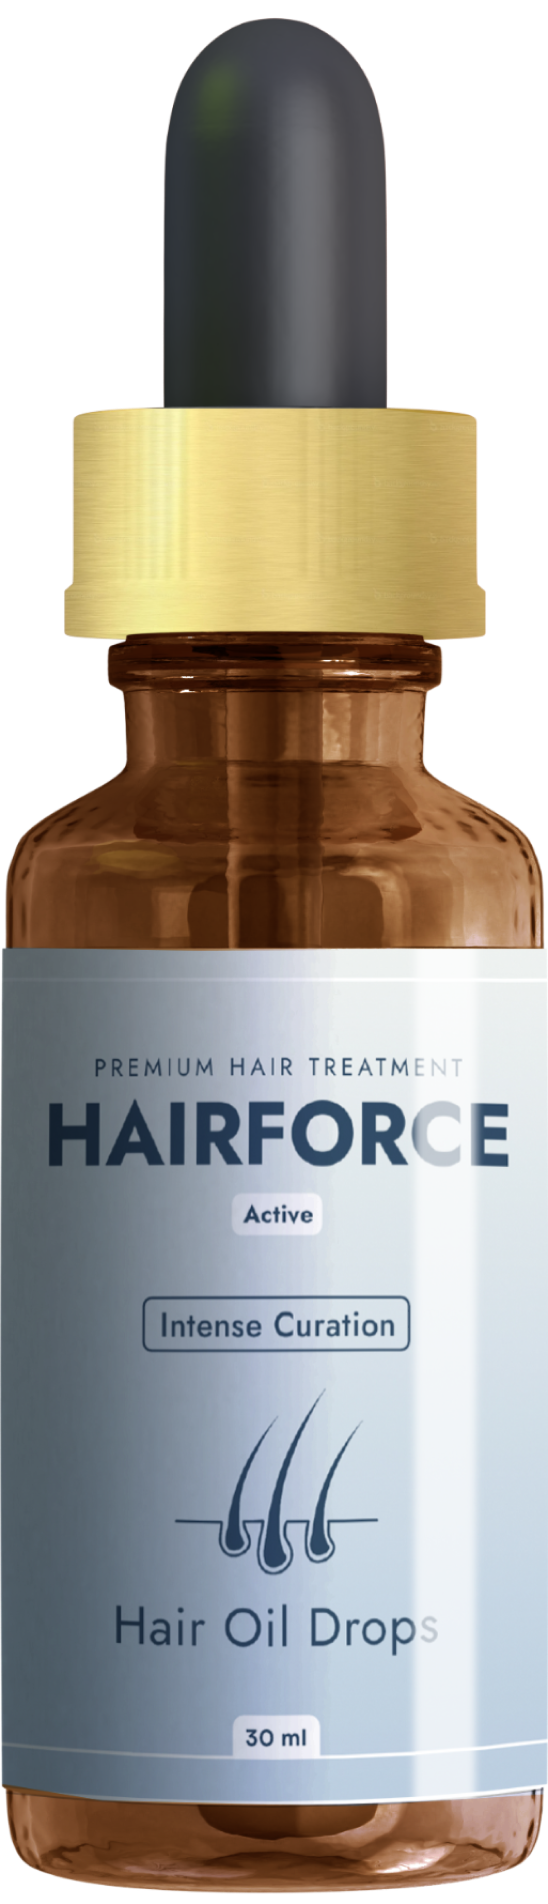 PREMIUM HAIR TREATMENT
HAIRFORCE
Active
Intense Curation
Hair Oil Drops
30 ml